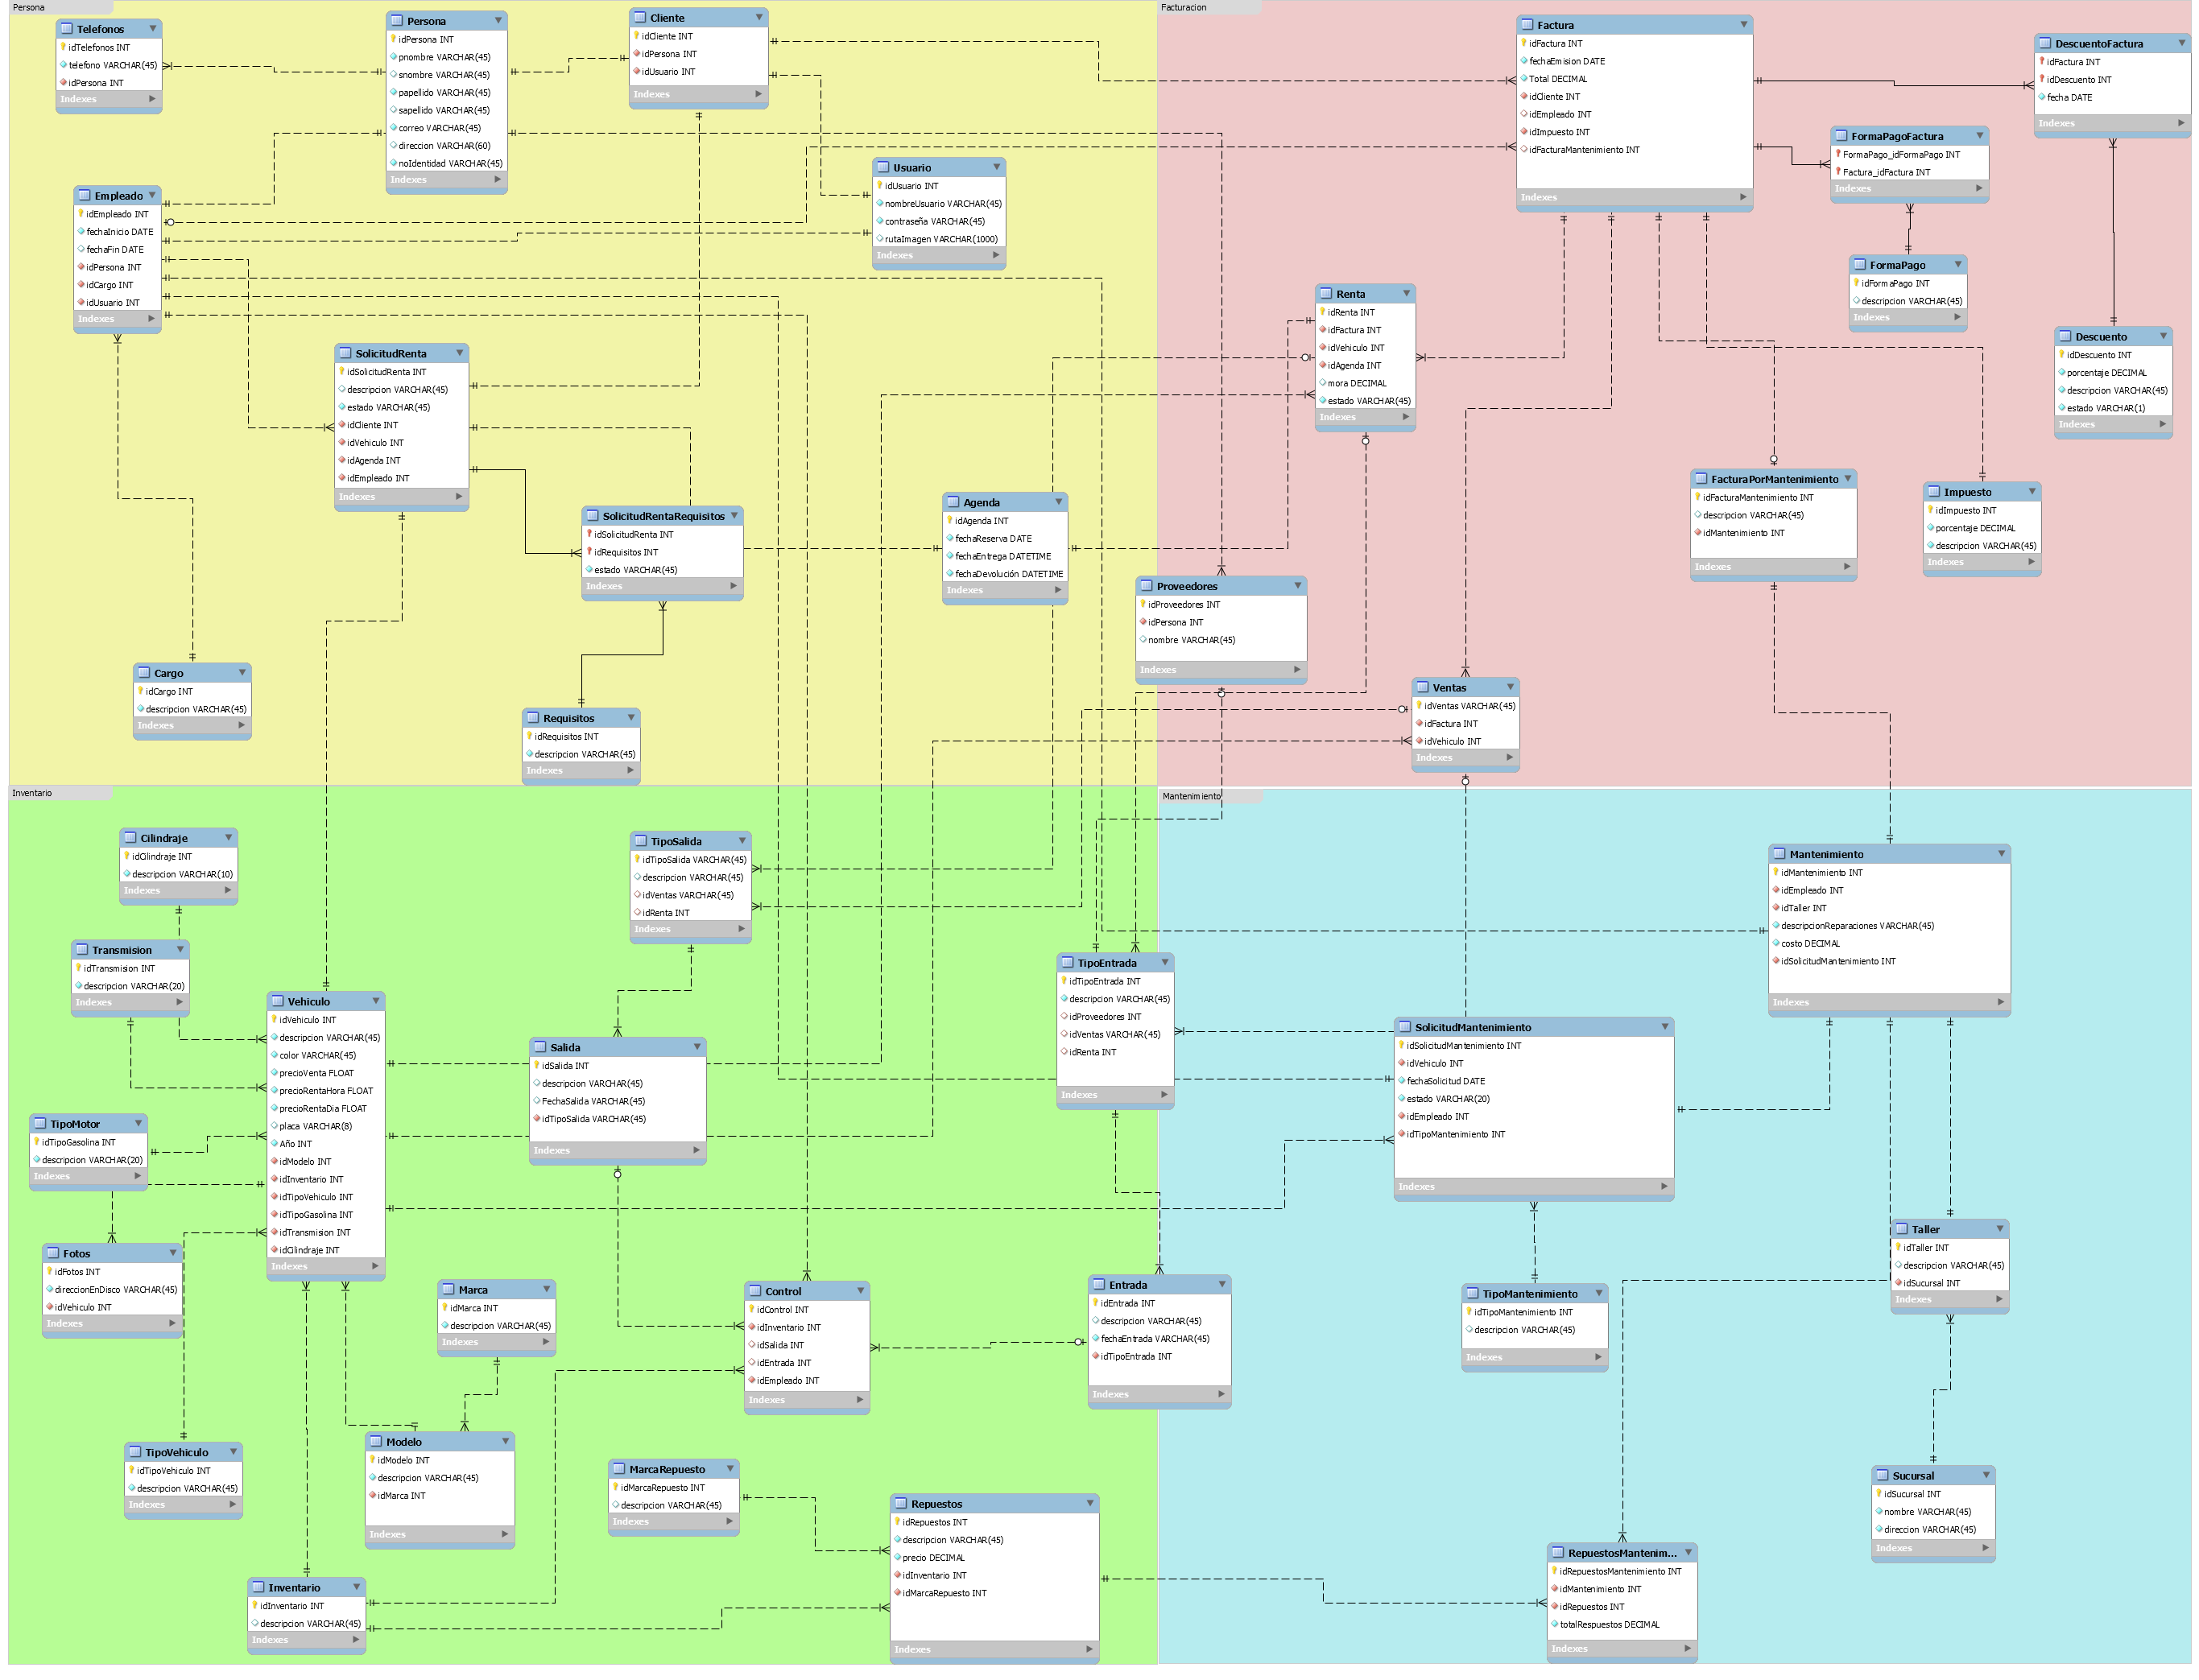 Persona
Telefonos
idTelefonos INT
telefono VARCHAR(45)
idPersona INT
Indexes
Persona
idPersona INT
pnombre VARCHAR(45)
snombre VARCHAR(45)
papellido VARCHAR(45)
sapellido VARCHAR(45)
correo VARCHAR(45)
direccion VARCHAR(60)
noIdentidad VARCHAR(45)
Indexes
Cliente
idCliente INT
idPersona INT
idUsuario INT
Indexes
Usuario
idUsuario INT
nombreUsuario VARCHAR(45)
contraseña VARCHAR(45)
rutaImagen VARCHAR(1000)
Indexes
Empleado
idEmpleado INT
fechaInicio DATE
fechaFin DATE
idPersona INT
idCargo INT
idUsuario INT
Indexes
SolicitudRenta
idSolicitudRenta INT
descripcion VARCHAR(45)
estado VARCHAR(45)
idCliente INT
idVehiculo INT
idAgenda INT
idEmpleado INT
Indexes
SolicitudRentaRequisitos
idSolicitudRenta INT
idRequisitos INT
estado VARCHAR(45)
Indexes
Agenda
idAgenda INT
fechaReserva DATE
fechaEntrega DATETIME
fechaDevolución DATETIME
Indexes
Cargo
idCargo INT
descripcion VARCHAR(45)
Indexes
Requisitos
idRequisitos INT
descripcion VARCHAR(45)
Indexes
Facturacion
Factura
idFactura INT
fechaEmision DATE
Total DECIMAL
idCliente INT
idEmpleado INT
idImpuesto INT
idFacturaMantenimiento INT
Indexes
DescuentoFactura
idFactura INT
idDescuento INT
fecha DATE
Indexes
FormaPagoFactura
FormaPago_idFormaPago INT
Factura_idFactura INT
Indexes
FormaPago
idFormaPago INT
descripcion VARCHAR(45)
Indexes
Descuento
idDescuento INT
porcentaje DECIMAL
descripcion VARCHAR(45)
estado VARCHAR(1)
Indexes
Renta
idRenta INT
idFactura INT
idVehiculo INT
idAgenda INT
mora DECIMAL
estado VARCHAR(45)
Indexes
FacturaPorMantenimiento
idFacturaMantenimiento INT
descripcion VARCHAR(45)
idMantenimiento INT
Indexes
Impuesto
idImpuesto INT
porcentaje DECIMAL
descripcion VARCHAR(45)
Indexes
Proveedores
idProveedores INT
idPersona INT
nombre VARCHAR(45)
Indexes
Ventas
idVentas VARCHAR(45)
idFactura INT
idVehiculo INT
Indexes
Inventario
Cilindraje
idCilindraje INT
descripcion VARCHAR(10)
Indexes
Transmision
idTransmision INT
descripcion VARCHAR(20)
Indexes
TipoMotor
idTipoGasolina INT
descripcion VARCHAR(20)
Indexes
Fotos
idFotos INT
direccionEnDisco VARCHAR(45)
idVehiculo INT
Indexes
Vehiculo
idVehiculo INT
descripcion VARCHAR(45)
color VARCHAR(45)
precioVenta FLOAT
precioRentaHora FLOAT
precioRentaDia FLOAT
placa VARCHAR(8)
Año INT
idModelo INT
idInventario INT
idTipoVehiculo INT
idTipoGasolina INT
idTransmision INT
idCilindraje INT
Indexes
TipoSalida
idTipoSalida VARCHAR(45)
descripcion VARCHAR(45)
idVentas VARCHAR(45)
idRenta INT
Indexes
Salida
idSalida INT
descripcion VARCHAR(45)
FechaSalida VARCHAR(45)
idTipoSalida VARCHAR(45)
Indexes
TipoEntrada
idTipoEntrada INT
descripcion VARCHAR(45)
idProveedores INT
idVentas VARCHAR(45)
idRenta INT
Indexes
Marca
idMarca INT
descripcion VARCHAR(45)
Indexes
Control
idControl INT
idInventario INT
idSalida INT
idEntrada INT
idEmpleado INT
Indexes
Entrada
idEntrada INT
descripcion VARCHAR(45)
fechaEntrada VARCHAR(45)
idTipoEntrada INT
Indexes
TipoVehiculo
idTipoVehiculo INT
descripcion VARCHAR(45)
Indexes
Modelo
idModelo INT
descripcion VARCHAR(45)
idMarca INT
Indexes
MarcaRepuesto
idMarcaRepuesto INT
descripcion VARCHAR(45)
Indexes
Repuestos
idRepuestos INT
descripcion VARCHAR(45)
precio DECIMAL
idInventario INT
idMarcaRepuesto INT
Indexes
Inventario
idInventario INT
descripcion VARCHAR(45)
Indexes
Mantenimiento
Mantenimiento
idMantenimiento INT
idEmpleado INT
idTaller INT
descripcionReparaciones VARCHAR(45)
costo DECIMAL
idSolicitudMantenimiento INT
Indexes
SolicitudMantenimiento
idSolicitudMantenimiento INT
idVehiculo INT
fechaSolicitud DATE
estado VARCHAR(20)
idEmpleado INT
idTipoMantenimiento INT
Indexes
Taller
idTaller INT
descripcion VARCHAR(45)
idSucursal INT
Indexes
TipoMantenimiento
idTipoMantenimiento INT
descripcion VARCHAR(45)
Indexes
Sucursal
idSucursal INT
nombre VARCHAR(45)
direccion VARCHAR(45)
Indexes
RepuestosMantenim...
idRepuestosMantenimiento INT
idMantenimiento INT
idRepuestos INT
totalRespuestos DECIMAL
Indexes